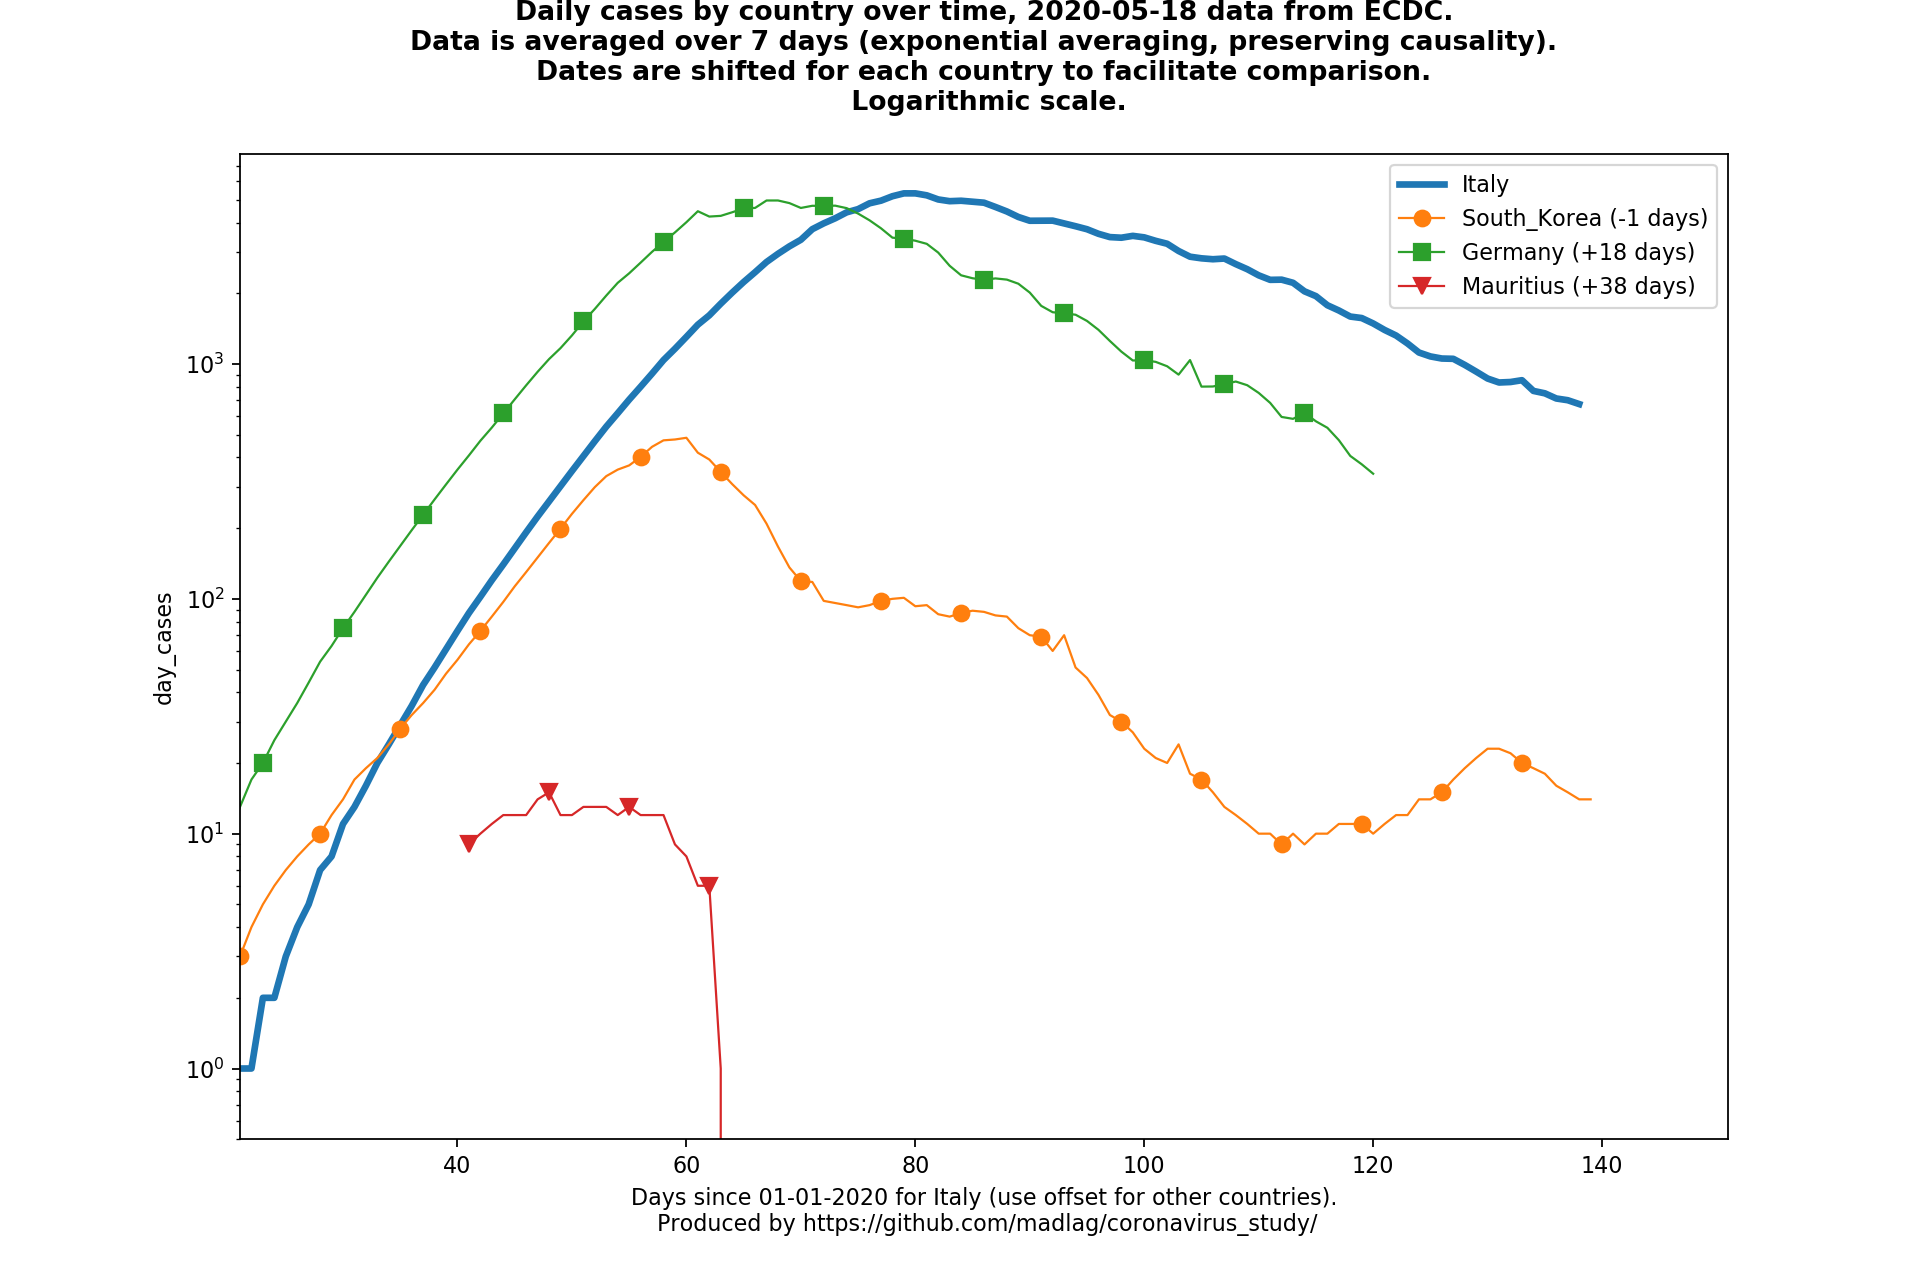 Daily cases by country over time, 2020-05-18 data from ECDC.
Data is averaged over 7 days (exponential averaging, preserving causality).
Dates are shifted for each country to facilitate comparison.
Logarithmic scale.
Italy
South_Korea (-1 days)
Germany (+18 days)
Mauritius (+38 days)
day_cases
10³
10²
10¹
10⁰
40 60 80 100 120 140
Days since 01-01-2020 for Italy (use offset for other countries).
Produced by https://github.com/madlag/coronavirus_study/